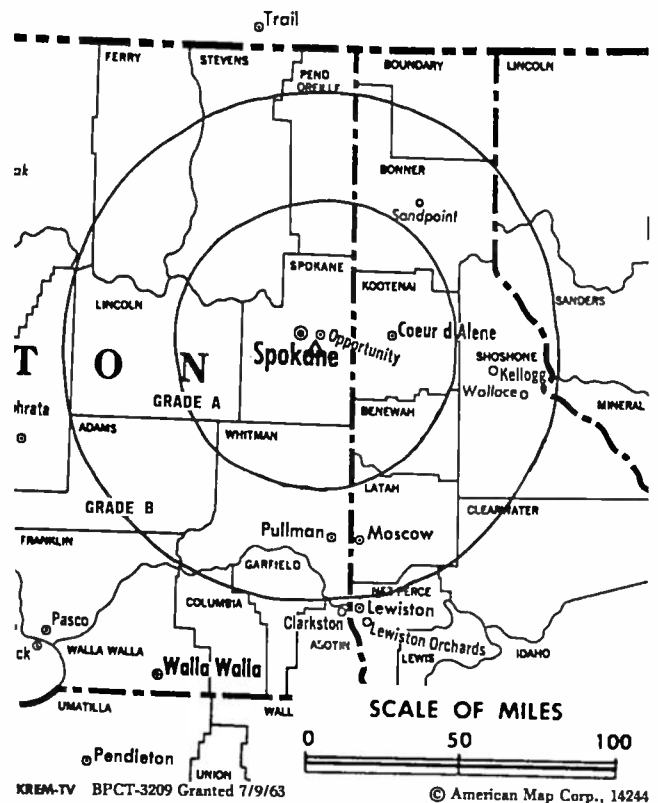 Trail
FERRY
STEVENS
PEND
OREILLE
BOUNDARY
LINCOLN
ak
BONNER
Sandpoint
SPOKANE
KOOTENAI
LINCOLN
SANDERS
Spokane
Opportunity
Coeur d'Alene
T O N
SHOSHONE
Kellogg
Wallace
MINERAL
GRADE A
BENEWAH
phrata
ADAMS
WHITMAN
LATAH
GRADE B
CLEARWATER
Pullman
Moscow
FRANKLIN
GARFIELD
NEZ PERCE
COLUMBIA
Pasco
Clarkston
Lewiston
Lewiston Orchards
ck
WALLA WALLA
ASOTIN
LEWIS
IDAHO
Walla Walla
UMATILLA
WALL
SCALE OF MILES
0 50 100
Pendleton
UNION
KREM-TV BPCT-3209 Granted 7/9/63
© American Map Corp., 14244